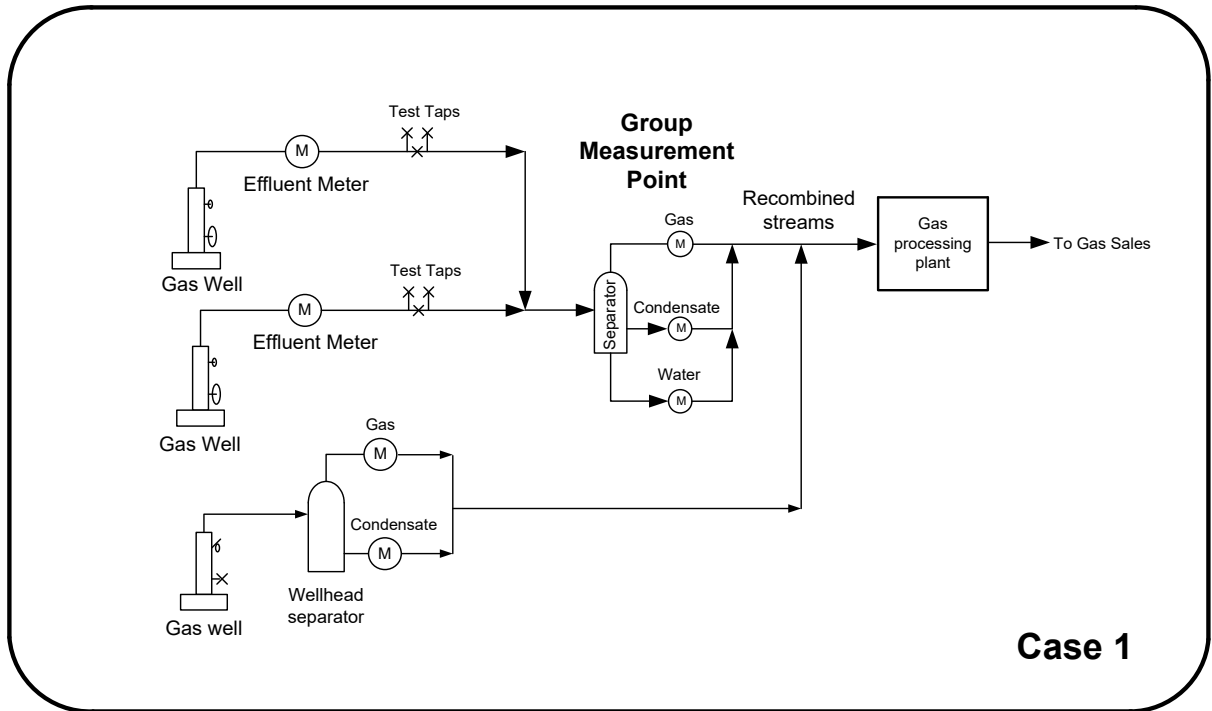 Test Taps
M
Effluent Meter
Gas Well
Group
Measurement
Point
Recombined
streams
Gas
M
Gas
processing
plant
To Gas Sales
Test Taps
M
Effluent Meter
Gas Well
Separator
Condensate
M
Water
M
Gas
M
Condensate
M
Wellhead
separator
Gas well
Case 1